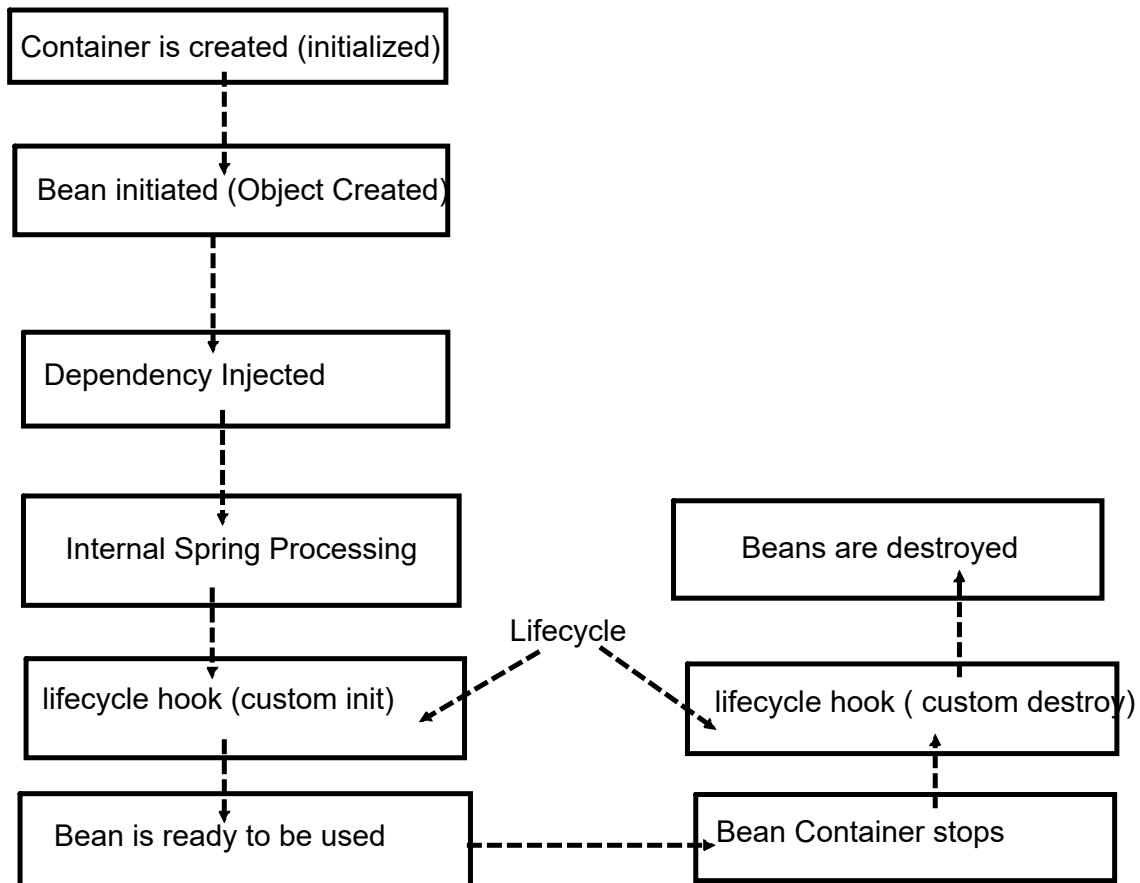 Container is created (initialized)
Bean initiated (Object Created)
Dependency Injected
Internal Spring Processing
Lifecycle
lifecycle hook (custom init)
Bean is ready to be used
Bean Container stops
lifecycle hook ( custom destroy)
Beans are destroyed